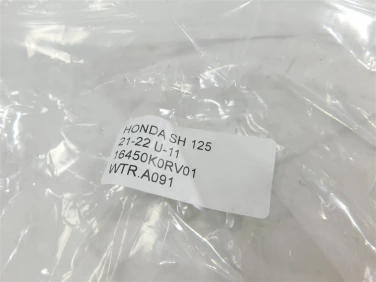 HONDA SH 125
21-22 U-11
16450K0RV01
WTR.A091